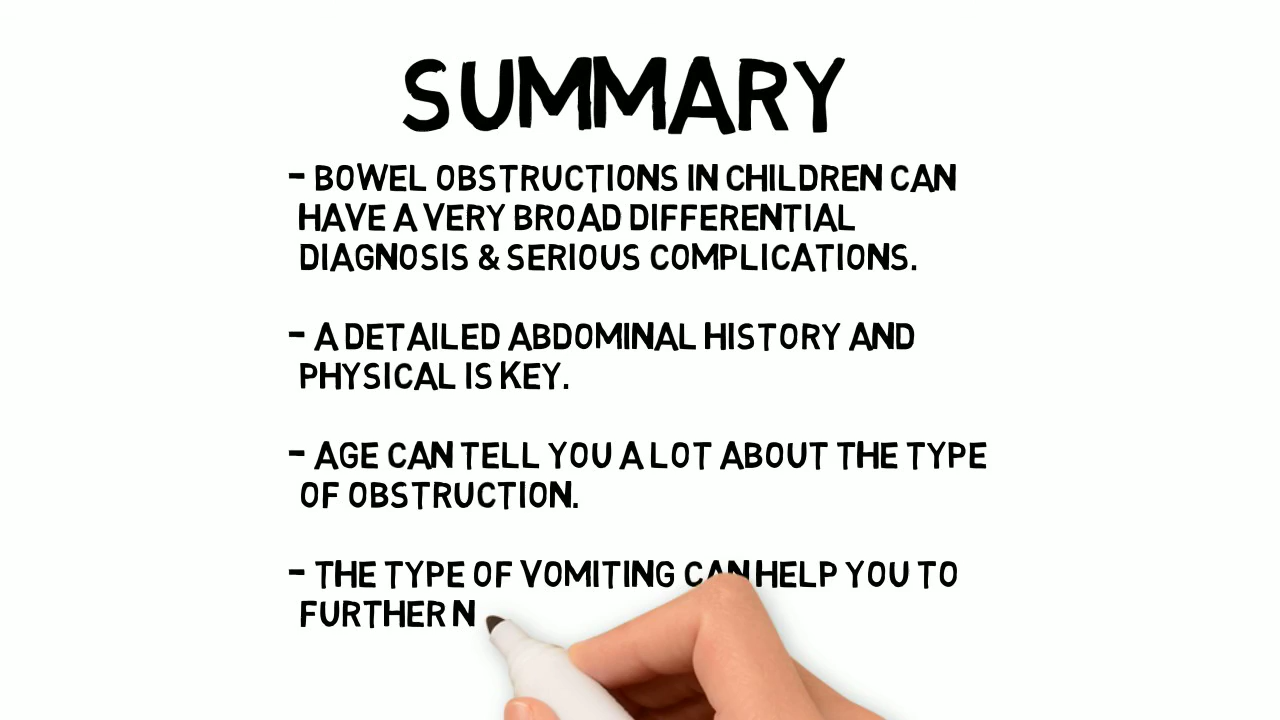 SUMMARY
- BOWEL OBSTRUCTIONS IN CHILDREN CAN
HAVE A VERY BROAD DIFFERENTIAL
DIAGNOSIS & SERIOUS COMPLICATIONS.
- A DETAILED ABDOMINAL HISTORY AND
PHYSICAL IS KEY.
- AGE CAN TELL YOU A LOT ABOUT THE TYPE
OF OBSTRUCTION.
- THE TYPE OF VOMITING CAN HELP YOU TO
FURTHER N